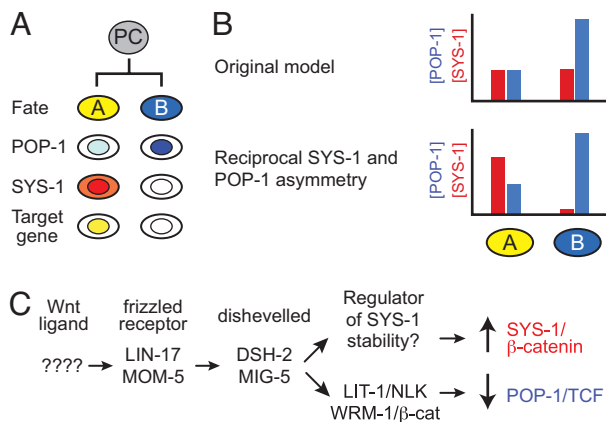 A
PC
Fate
A
B
POP-1
SYS-1
Target
gene
B
Original model
[POP-1]
[SYS-1]
Reciprocal SYS-1 and
POP-1 asymmetry
[POP-1]
[SYS-1]
A
B
C
Wnt
ligand
frizzled
receptor
dishevelled
Regulator
of SYS-1
stability?
SYS-1/
β-catenin
????
LIN-17
MOM-5
DSH-2
MIG-5
LIT-1/NLK
WRM-1/β-cat
POP-1/TCF